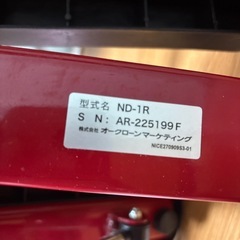 型式名 ND-1R
S N: AR-225199F
株式会社 オークローンマーケティング
NICE27090953-01